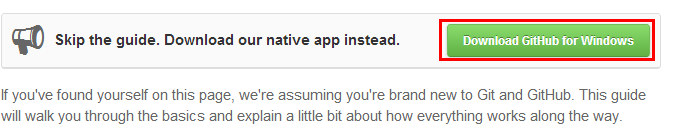 Skip the guide. Download our native app instead.
Download GitHub for Windows
If you've found yourself on this page, we're assuming you're brand new to Git and GitHub. This guide
will walk you through the basics and explain a little bit about how everything works along the way.